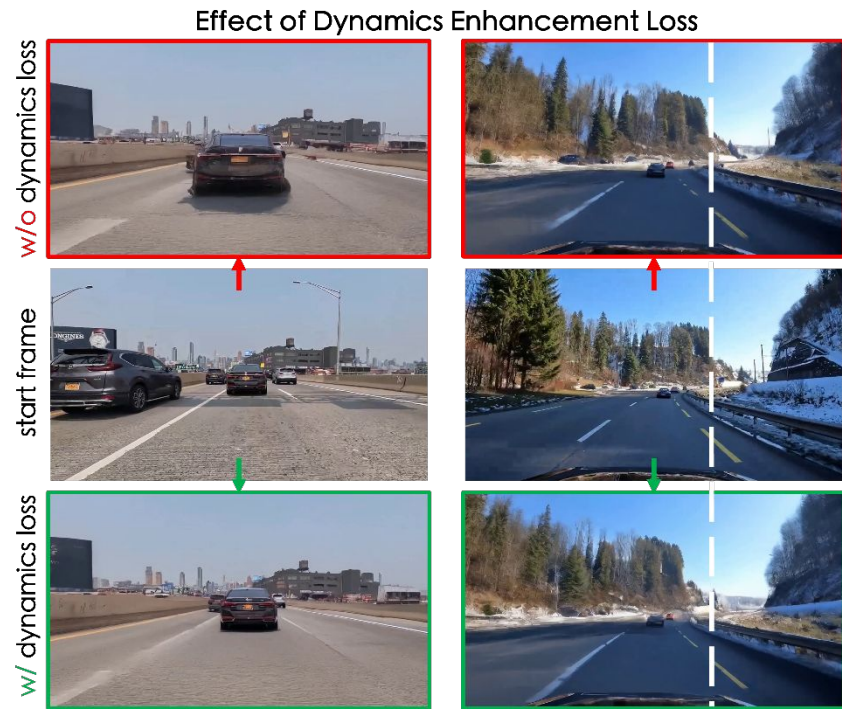 Effect of Dynamics Enhancement Loss
w/o dynamics loss
start frame
w/ dynamics loss